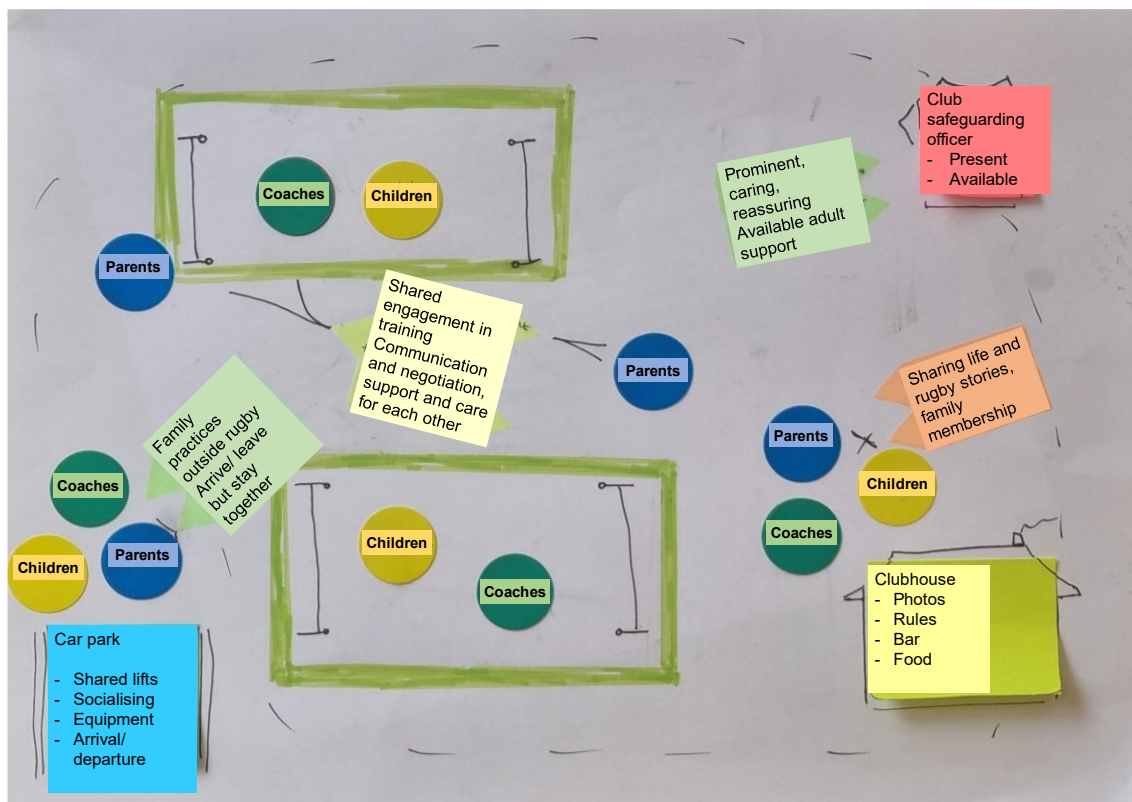 Club
safeguarding
officer
- Present
- Available
Prominent,
caring,
reassuring
Available adult
support
Coaches
Children
Parents
Shared
engagement in
training
Communication
and negotiation,
support and care
for each other
Parents
Sharing life and
rugby stories,
family
membership
Family
practices
outside rugby
Arrive/ leave
but stay
together
Coaches
Children
Parents
Children
Coaches
Parents
Children
Coaches
Clubhouse
- Photos
- Rules
- Bar
- Food
Car park
- Shared lifts
- Socialising
- Equipment
- Arrival/
departure